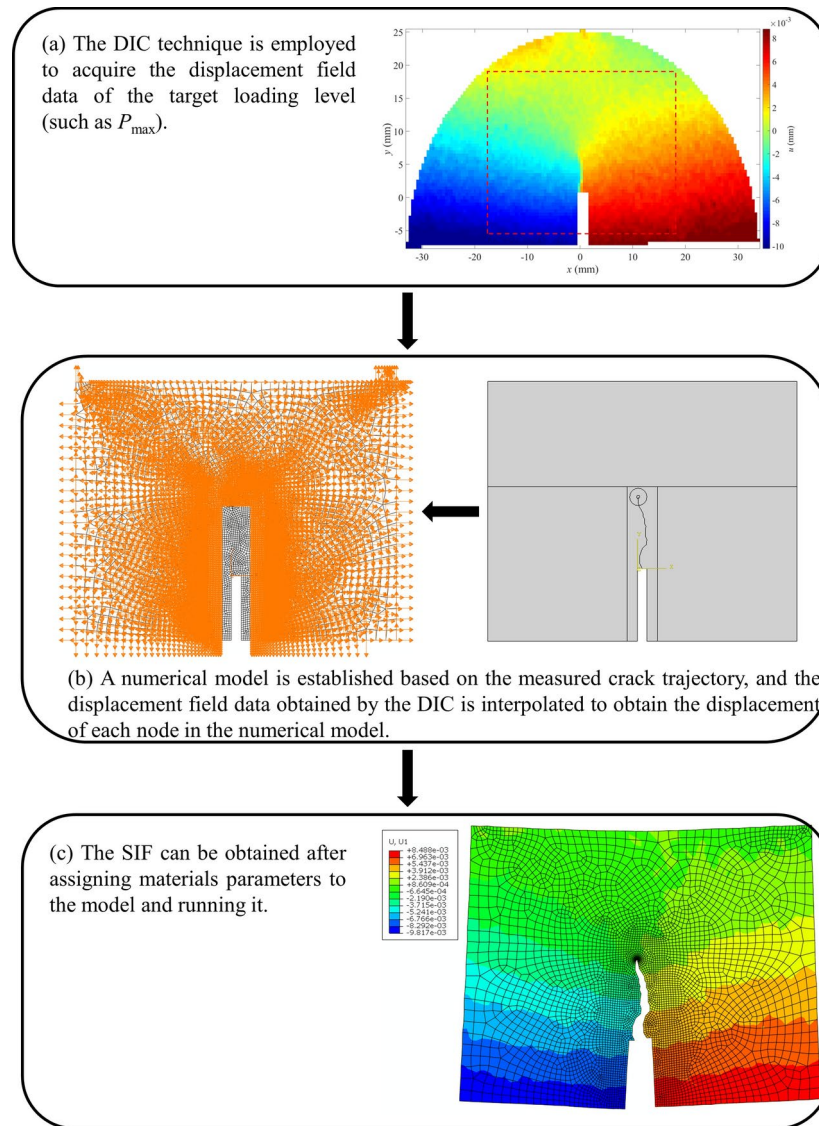 (a) The DIC technique is employed
to acquire the displacement field
data of the target loading level
(such as Pmax).
25
20
15
10
5
0
-5
y (mm)
-30 -20 -10 0 10 20 30
x (mm)
×10⁻³
8
6
4
2
0
-2
-4
-6
-8
-10
u (mm)
Y
X
(b) A numerical model is established based on the measured crack trajectory, and the
displacement field data obtained by the DIC is interpolated to obtain the displacement
of each node in the numerical model.
(c) The SIF can be obtained after
assigning materials parameters to
the model and running it.
U, U1
+8.488e-03
+6.963e-03
+5.437e-03
+3.912e-03
+2.386e-03
+8.609e-04
-6.645e-04
-2.190e-03
-3.715e-03
-5.241e-03
-6.766e-03
-8.292e-03
-9.817e-03